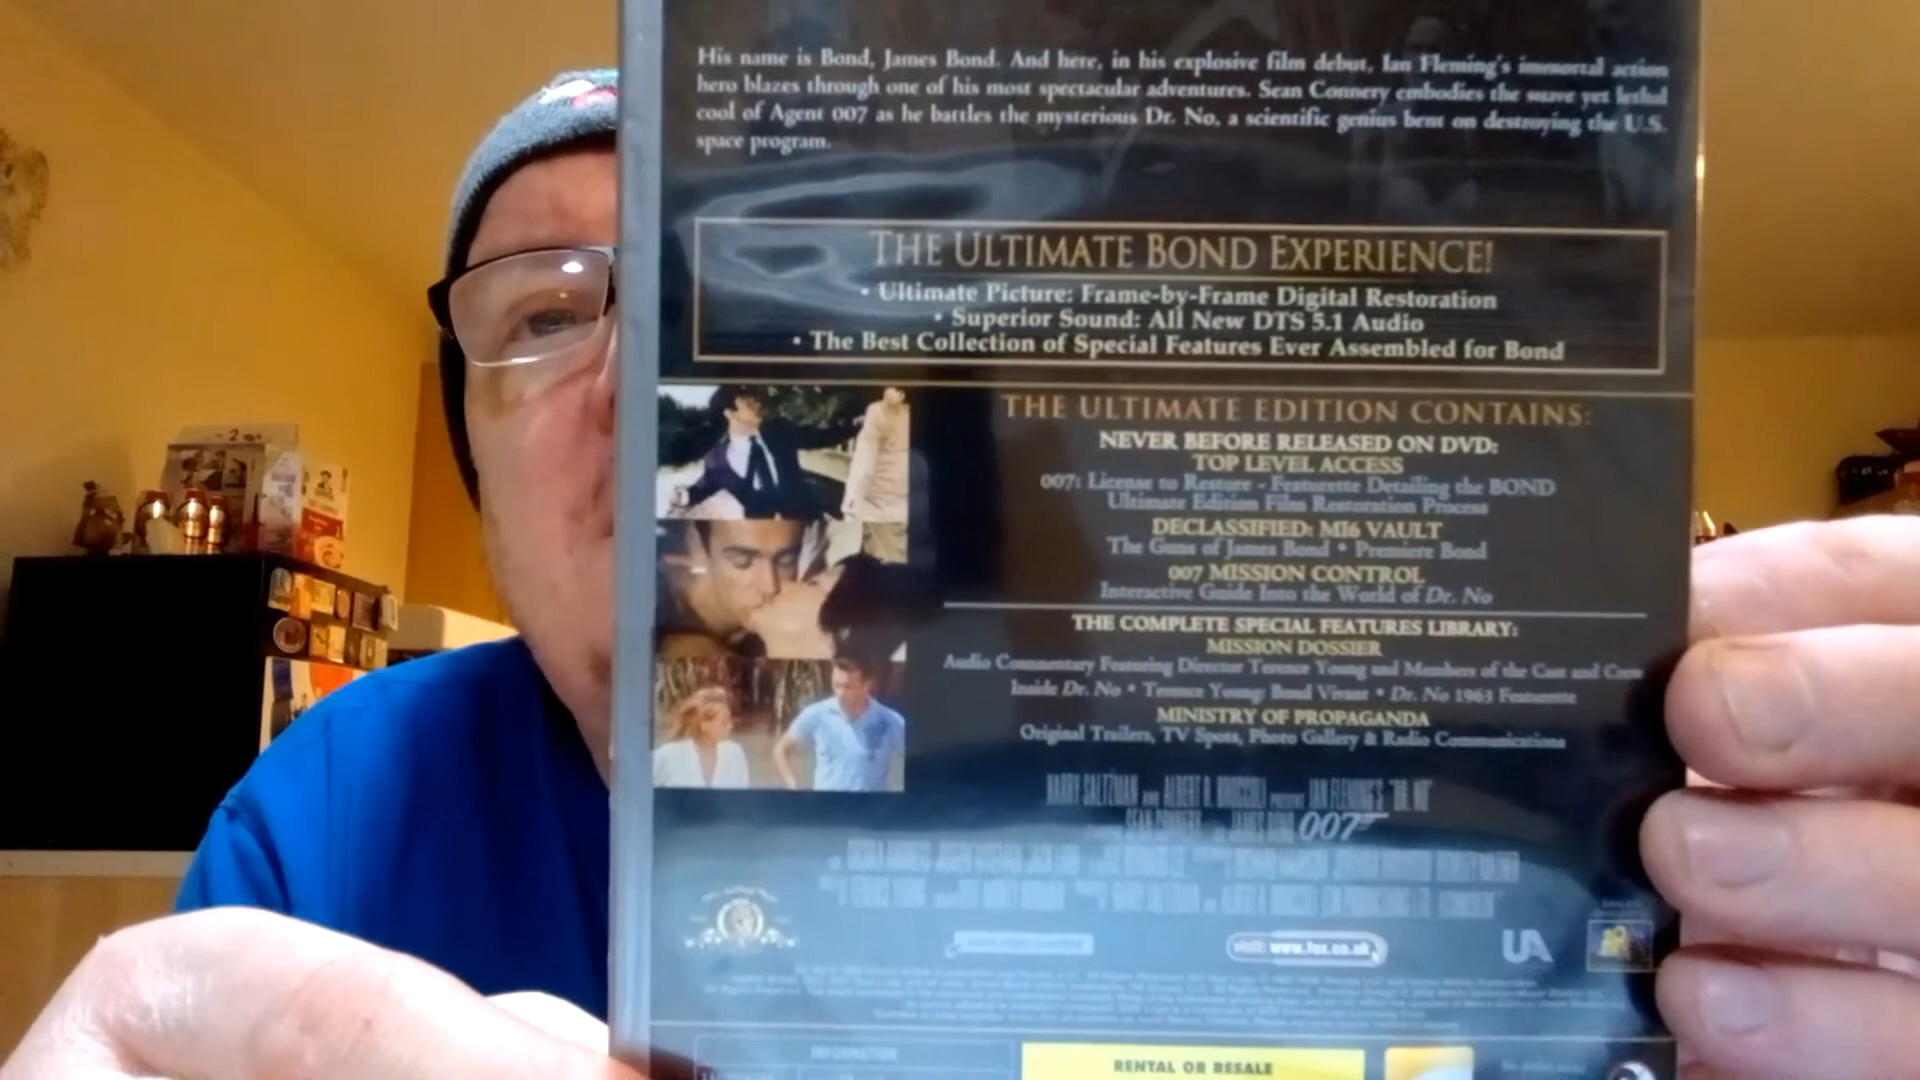 His name is Bond, James Bond. And here, in his explosive film debut, Ian Fleming's immortal action
hero blazes through one of his most spectacular adventures. Sean Connery embodies the suave yet lethal
cool of Agent 007 as he battles the mysterious Dr. No, a scientific genius bent on destroying the U.S.
space program.
THE ULTIMATE BOND EXPERIENCE!
• Ultimate Picture: Frame-by-Frame Digital Restoration
• Superior Sound: All New DTS 5.1 Audio
• The Best Collection of Special Features Ever Assembled for Bond
THE ULTIMATE EDITION CONTAINS:
NEVER BEFORE RELEASED ON DVD:
TOP LEVEL ACCESS
007: License to Restore - Featurette Detailing the BOND
Ultimate Edition Film Restoration Process
DECLASSIFIED: MI6 VAULT
The Guns of James Bond • Premiere Bond
007 MISSION CONTROL
Interactive Guide Into the World of Dr. No
THE COMPLETE SPECIAL FEATURES LIBRARY:
MISSION DOSSIER
Audio Commentary Featuring Director Terence Young and Members of the Cast and Crew
Inside Dr. No • Terence Young: Bond Vivant • Dr. No 1963 Featurette
MINISTRY OF PROPAGANDA
Original Trailers, TV Spots, Photo Gallery & Radio Communications
HARRY SALTZMAN AND ALBERT R. BROCCOLI PRESENT IAN FLEMING'S "DR. NO"
SEAN CONNERY JAMES BOND 007
visit: www.fox.co.uk
UA
INFORMATION
RENTAL OR RESALE
2